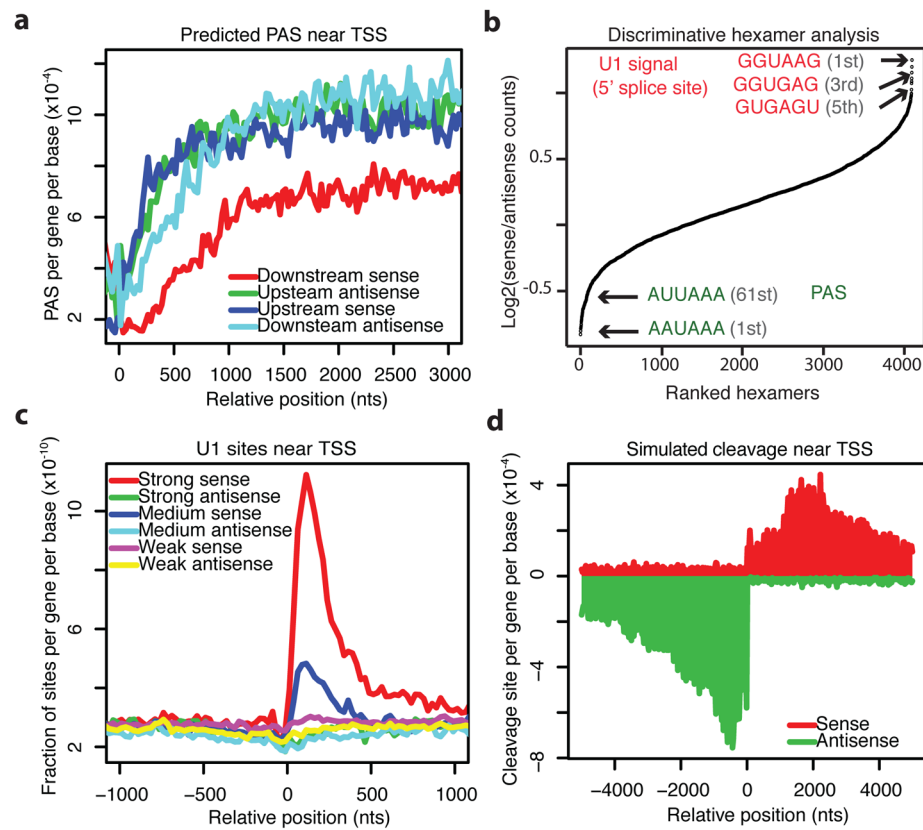 a
Predicted PAS near TSS
PAS per gene per base (x10⁻⁴)
10
6
2
Downstream sense
Upsteam antisense
Upstream sense
Downsteam antisense
0 500 1000 1500 2000 2500 3000
Relative position (nts)
b
Discriminative hexamer analysis
Log2(sense/antisense counts)
0.5
-0.5
U1 signal
(5' splice site)
GGUAAG (1st)
GGUGAG (3rd)
GUGAGU (5th)
AUUAAA (61st) PAS
AAUAAA (1st)
0 1000 2000 3000 4000
Ranked hexamers
c
U1 sites near TSS
Fraction of sites per gene per base (x10⁻¹⁰)
10
6
2
Strong sense
Strong antisense
Medium sense
Medium antisense
Weak sense
Weak antisense
−1000 −500 0 500 1000
Relative position (nts)
d
Simulated cleavage near TSS
Cleavage site per gene per base (x10⁻⁴)
4
0
−4
−8
Sense
Antisense
−4000 −2000 0 2000 4000
Relative position (nts)